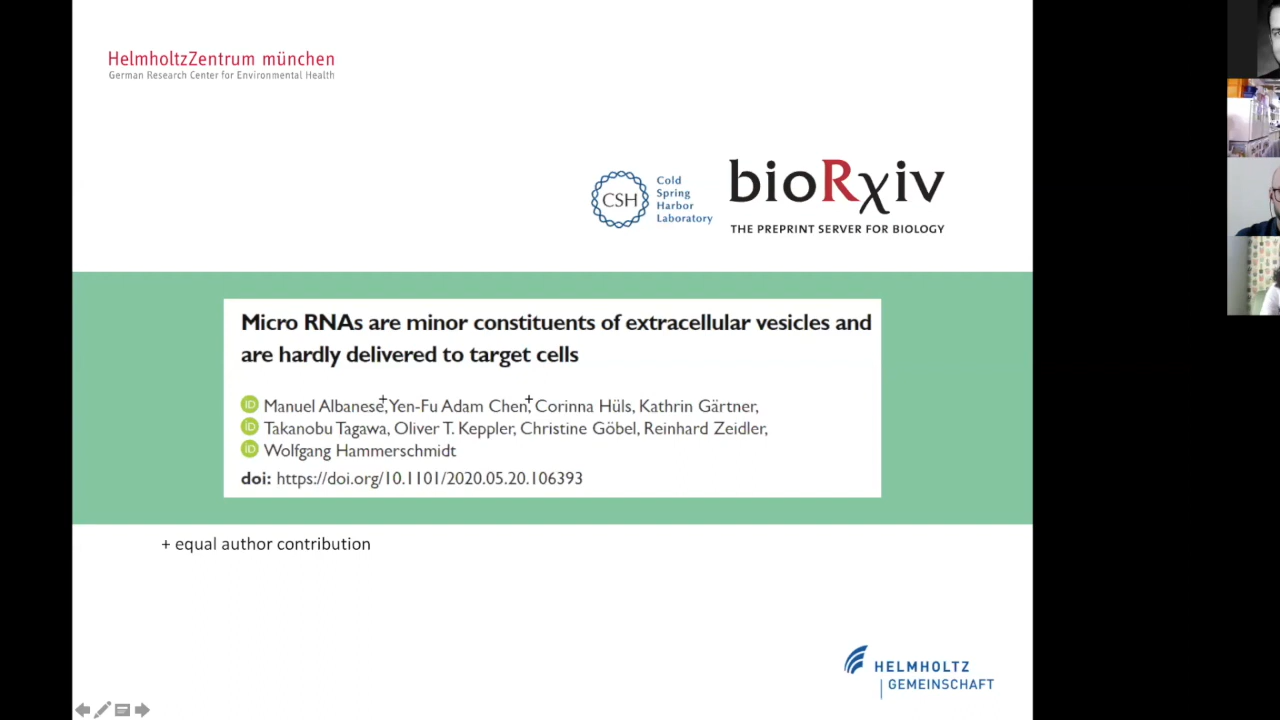 HelmholtzZentrum münchen
German Research Center for Environmental Health
CSH
Cold
Spring
Harbor
Laboratory
bioRχiv
THE PREPRINT SERVER FOR BIOLOGY
Micro RNAs are minor constituents of extracellular vesicles and
are hardly delivered to target cells
iD Manuel Albanese,+ Yen-Fu Adam Chen,+ Corinna Hüls, Kathrin Gärtner,
iD Takanobu Tagawa, Oliver T. Keppler, Christine Göbel, Reinhard Zeidler,
iD Wolfgang Hammerschmidt
doi: https://doi.org/10.1101/2020.05.20.106393
+ equal author contribution
HELMHOLTZ
GEMEINSCHAFT